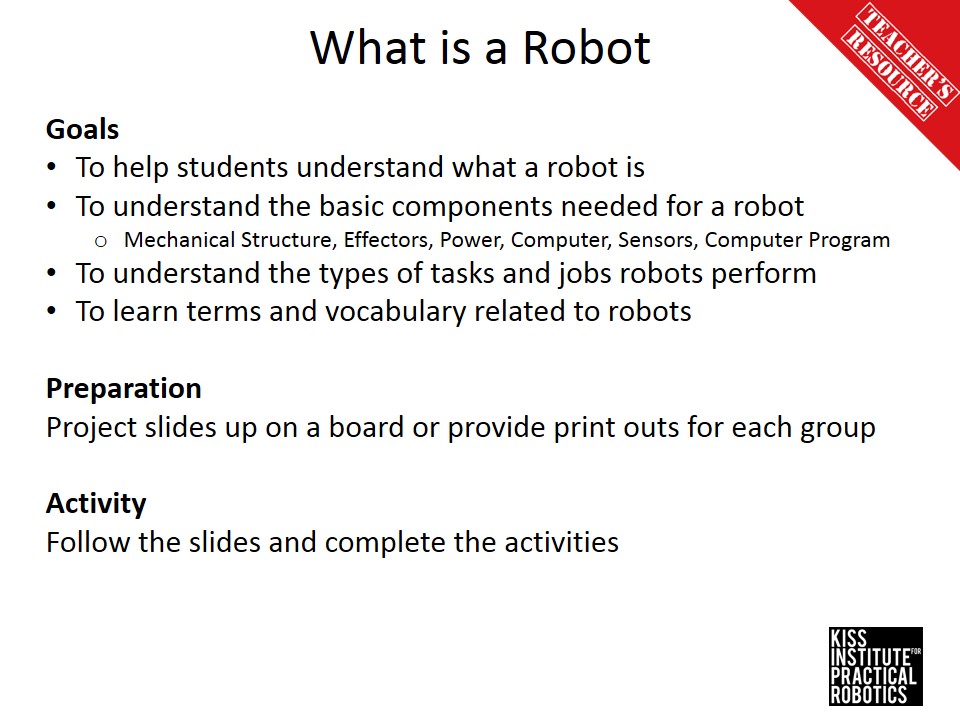 What is a Robot
TEACHER'S
RESOURCE
Goals
• To help students understand what a robot is
• To understand the basic components needed for a robot
o Mechanical Structure, Effectors, Power, Computer, Sensors, Computer Program
• To understand the types of tasks and jobs robots perform
• To learn terms and vocabulary related to robots
Preparation
Project slides up on a board or provide print outs for each group
Activity
Follow the slides and complete the activities
KISS
INSTITUTE FOR
PRACTICAL
ROBOTICS